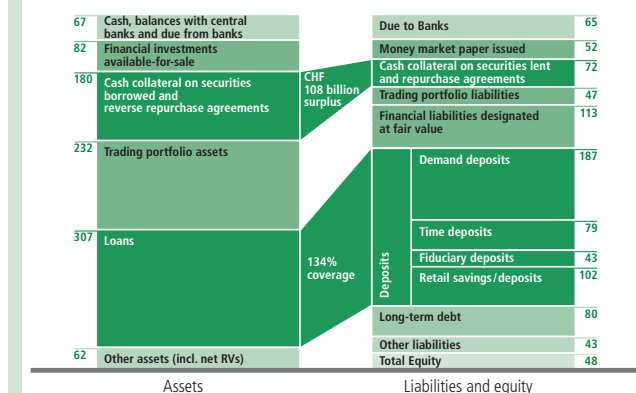 67 Cash, balances with central
banks and due from banks
82 Financial investments
available-for-sale
180 Cash collateral on securities
borrowed and
reverse repurchase agreements
232 Trading portfolio assets
307 Loans
62 Other assets (incl. net RVs)
CHF
108 billion
surplus
134%
coverage
Due to Banks 65
Money market paper issued 52
Cash collateral on securities lent 72
and repurchase agreements
Trading portfolio liabilities 47
Financial liabilities designated 113
at fair value
Deposits
Demand deposits 187
Time deposits 79
Fiduciary deposits 43
Retail savings/deposits 102
Long-term debt 80
Other liabilities 43
Total Equity 48
Assets
Liabilities and equity